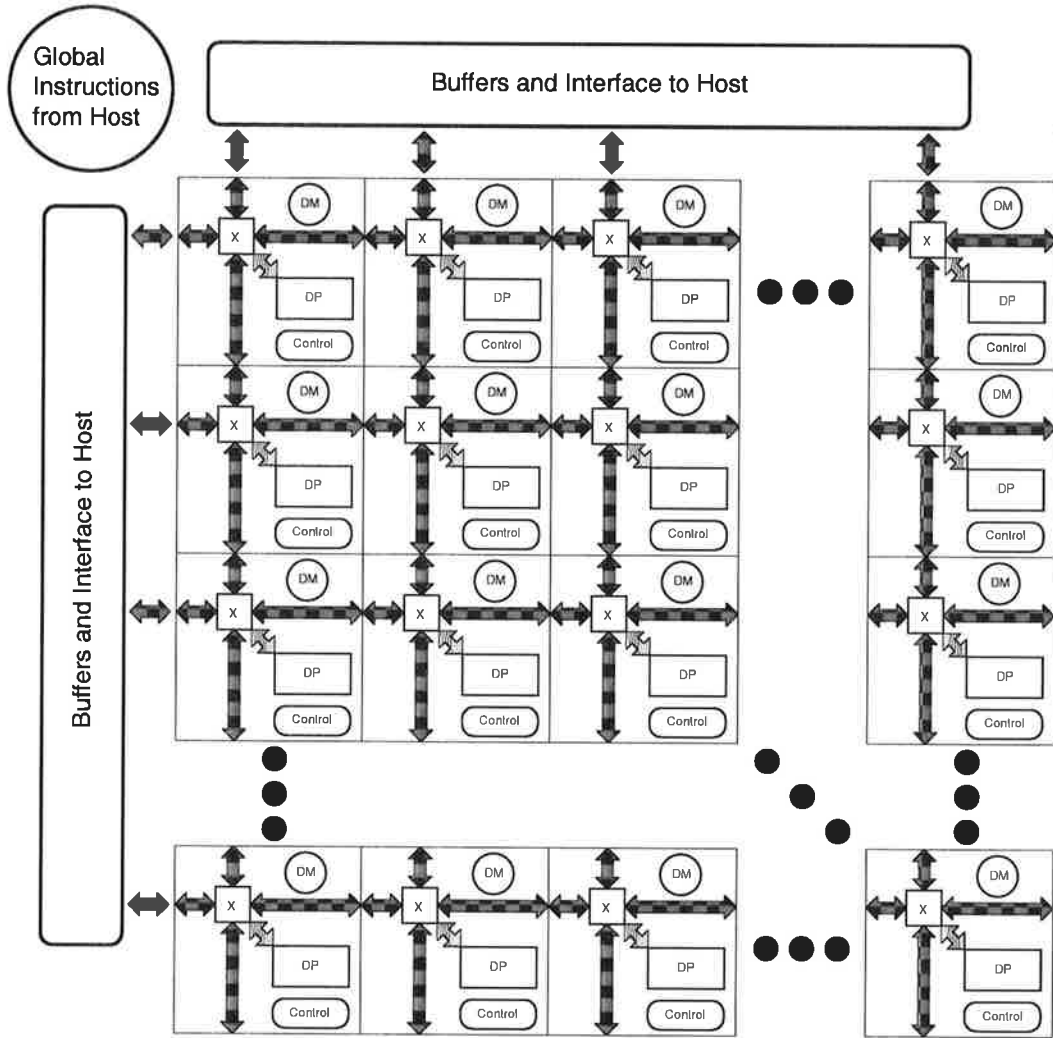 Global
Instructions
from Host
Buffers and Interface to Host
Buffers and Interface to Host
DM DM DM DM
X X X X
DP DP DP DP
Control Control Control Control
DM DM DM DM
X X X X
DP DP DP DP
Control Control Control Control
DM DM DM DM
X X X X
DP DP DP DP
Control Control Control Control
DM DM DM DM
X X X X
DP DP DP DP
Control Control Control Control